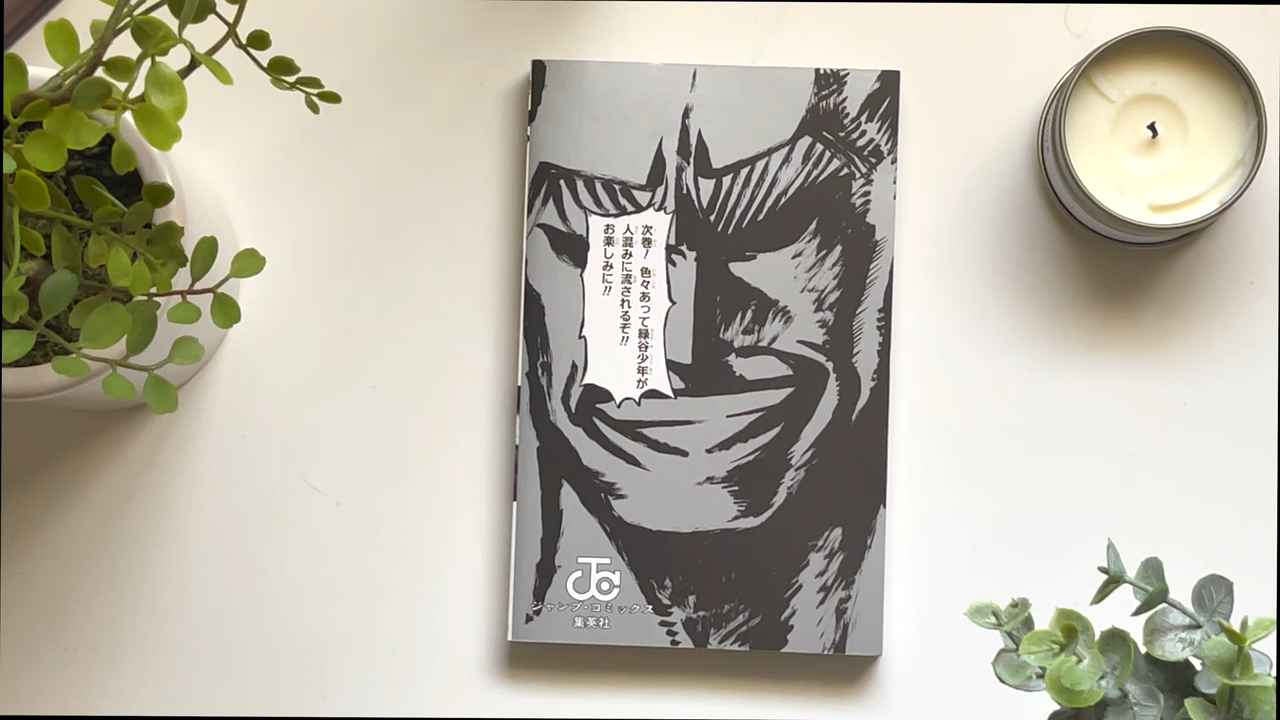 次巻! 色々あって緑谷少年が
人混みに流されるぞ!!
お楽しみに!!
JC
ジャンプ・コミックス
集英社